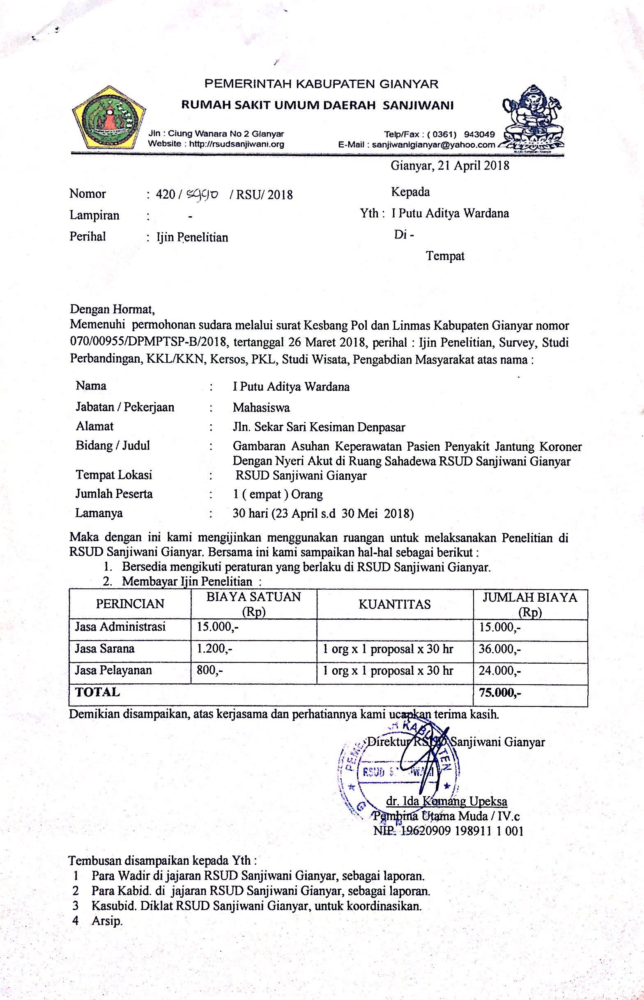 PEMERINTAH KABUPATEN GIANYAR
RUMAH SAKIT UMUM DAERAH SANJIWANI
Jln : Ciung Wanara No 2 Gianyar Telp/Fax : ( 0361) 943049
Website : http://rsudsanjiwani.org E-Mail : sanjiwanigianyar@yahoo.com
Gianyar, 21 April 2018
Nomor : 420 / / RSU/ 2018 Kepada
Lampiran : - Yth : I Putu Aditya Wardana
Perihal : Ijin Penelitian Di -
Tempat
Dengan Hormat,
Memenuhi permohonan sudara melalui surat Kesbang Pol dan Linmas Kabupaten Gianyar nomor
070/00955/DPMPTSP-B/2018, tertanggal 26 Maret 2018, perihal : Ijin Penelitian, Survey, Studi
Perbandingan, KKL/KKN, Kersos, PKL, Studi Wisata, Pengabdian Masyarakat atas nama :
Nama : I Putu Aditya Wardana
Jabatan / Pekerjaan : Mahasiswa
Alamat : Jln. Sekar Sari Kesiman Denpasar
Bidang / Judul : Gambaran Asuhan Keperawatan Pasien Penyakit Jantung Koroner
Dengan Nyeri Akut di Ruang Sahadewa RSUD Sanjiwani Gianyar
Tempat Lokasi : RSUD Sanjiwani Gianyar
Jumlah Peserta : 1 ( empat ) Orang
Lamanya : 30 hari (23 April s.d 30 Mei 2018)
Maka dengan ini kami mengijinkan menggunakan ruangan untuk melaksanakan Penelitian di
RSUD Sanjiwani Gianyar. Bersama ini kami sampaikan hal-hal sebagai berikut :
1. Bersedia mengikuti peraturan yang berlaku di RSUD Sanjiwani Gianyar.
2. Membayar Ijin Penelitian :
PERINCIAN BIAYA SATUAN (Rp) KUANTITAS JUMLAH BIAYA (Rp)
Jasa Administrasi 15.000,- 15.000,-
Jasa Sarana 1.200,- 1 org x 1 proposal x 30 hr 36.000,-
Jasa Pelayanan 800,- 1 org x 1 proposal x 30 hr 24.000,-
TOTAL 75.000,-
Demikian disampaikan, atas kerjasama dan perhatiannya kami ucapkan terima kasih.
Direktur RSUD Sanjiwani Gianyar
KABUPATEN
RSUD
dr. Ida Komang Upeksa
Pembina Utama Muda / IV.c
NIP. 19620909 198911 1 001
Tembusan disampaikan kepada Yth :
1 Para Wadir di jajaran RSUD Sanjiwani Gianyar, sebagai laporan.
2 Para Kabid. di jajaran RSUD Sanjiwani Gianyar, sebagai laporan.
3 Kasubid. Diklat RSUD Sanjiwani Gianyar, untuk koordinasikan.
4 Arsip.